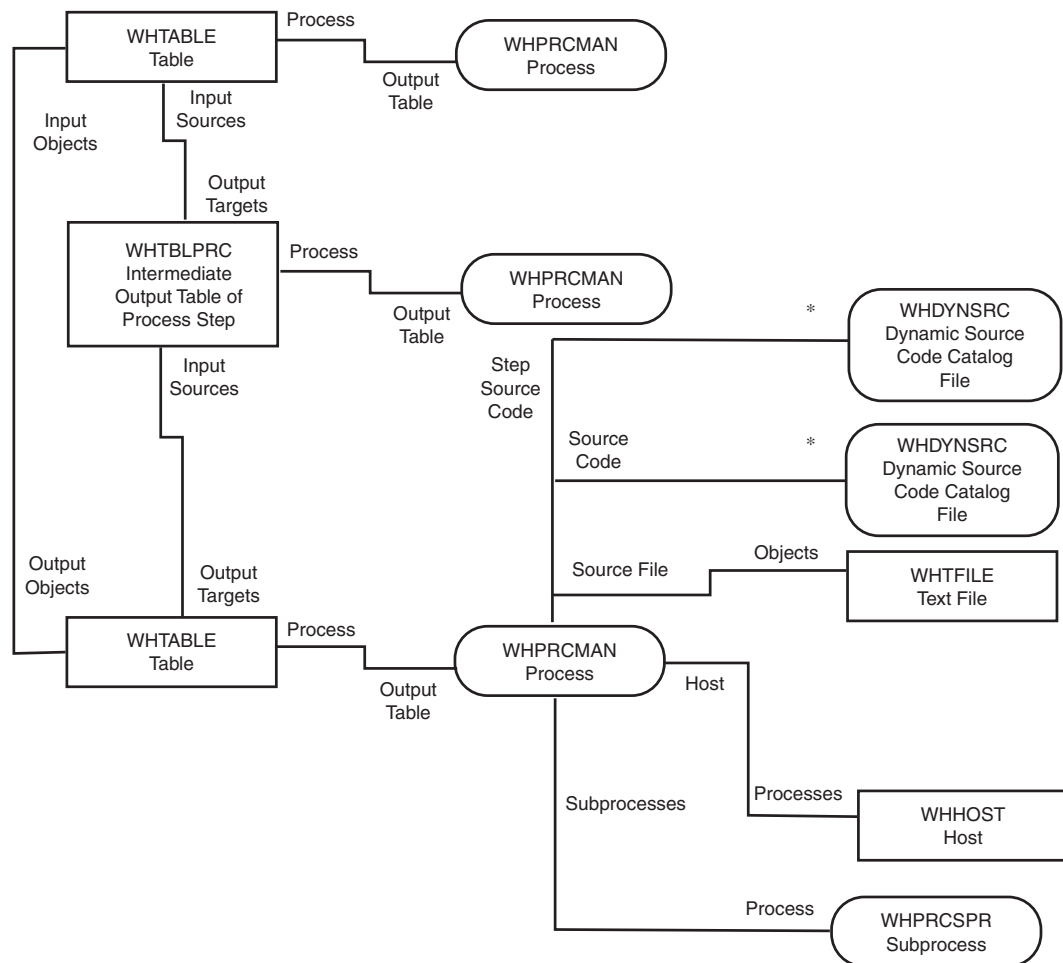 WHTABLE
Table
Process
Output
Table
WHPRCMAN
Process
Input
Objects
Input
Sources
Output
Targets
WHTBLPRC
Intermediate
Output Table of
Process Step
Process
Output
Table
WHPRCMAN
Process
Input
Sources
Step
Source
Code
*
WHDYNSRC
Dynamic Source
Code Catalog
File
Source
Code
*
WHDYNSRC
Dynamic Source
Code Catalog
File
Source File
Objects
WHTFILE
Text File
Output
Objects
Output
Targets
WHTABLE
Table
Process
Output
Table
WHPRCMAN
Process
Host
Processes
WHHOST
Host
Subprocesses
Process
WHPRCSPR
Subprocess